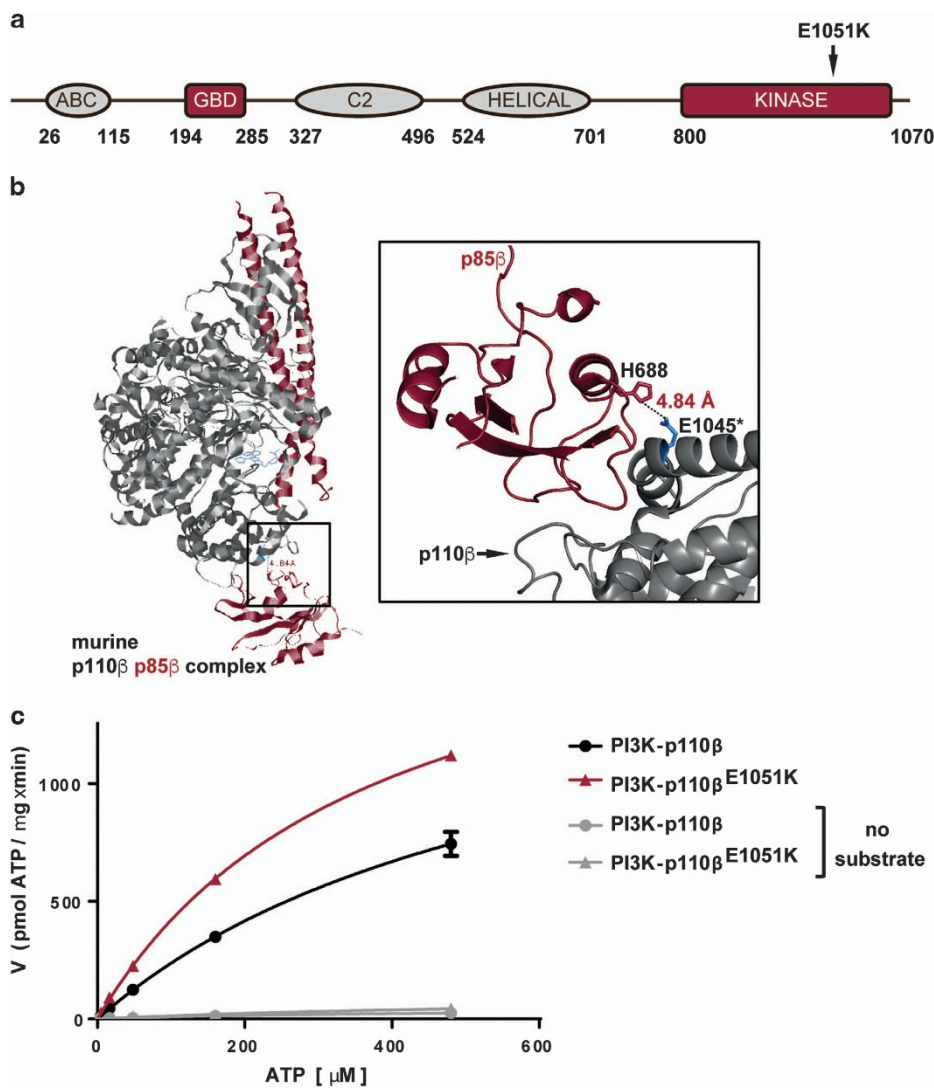 a
E1051K
ABC GBD C2 HELICAL KINASE
26 115 194 285 327 496 524 701 800 1070
b
p85β
H688
4.84 Å
E1045*
p110β
4.84A
murine
p110β p85β complex
c
V (pmol ATP / mg xmin)
1000
500
0
0 200 400 600
ATP [ μM ]
PI3K-p110β
PI3K-p110βE1051K
PI3K-p110β
PI3K-p110βE1051K
no
substrate